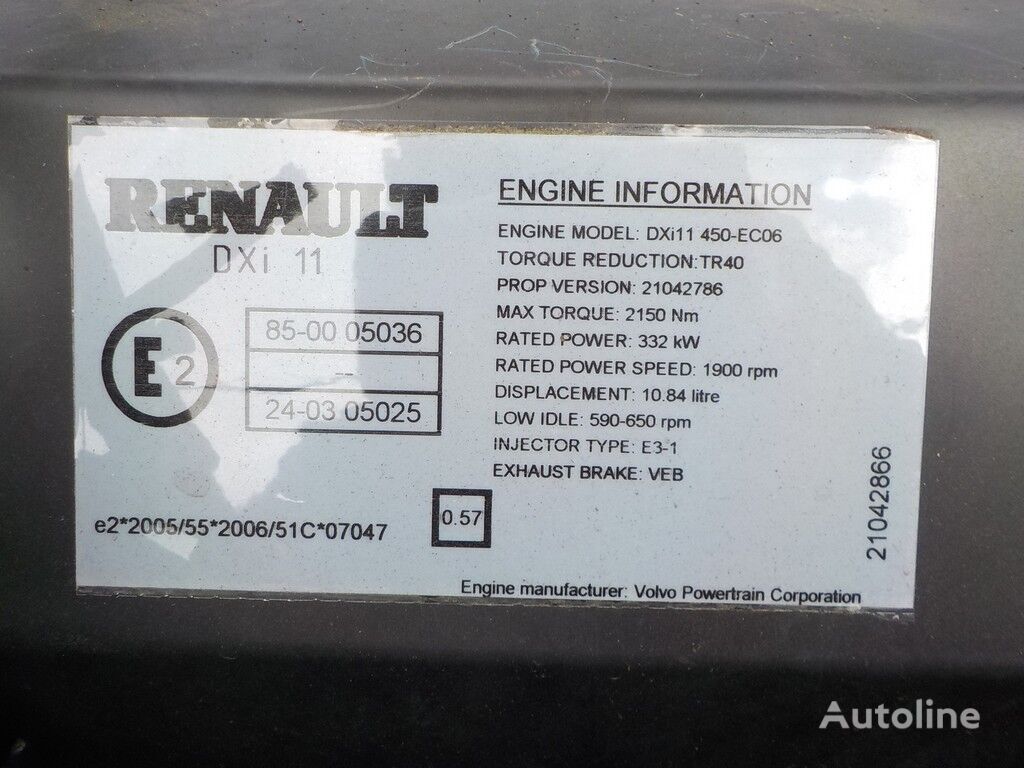 RENAULT
DXi 11
E 2
85-00 05036
--
24-03 05025
e2*2005/55*2006/51C*07047
0.57
ENGINE INFORMATION
ENGINE MODEL: DXi11 450-EC06
TORQUE REDUCTION:TR40
PROP VERSION: 21042786
MAX TORQUE: 2150 Nm
RATED POWER: 332 kW
RATED POWER SPEED: 1900 rpm
DISPLACEMENT: 10.84 litre
LOW IDLE: 590-650 rpm
INJECTOR TYPE: E3-1
EXHAUST BRAKE: VEB
21042866
Engine manufacturer: Volvo Powertrain Corporation
Autoline